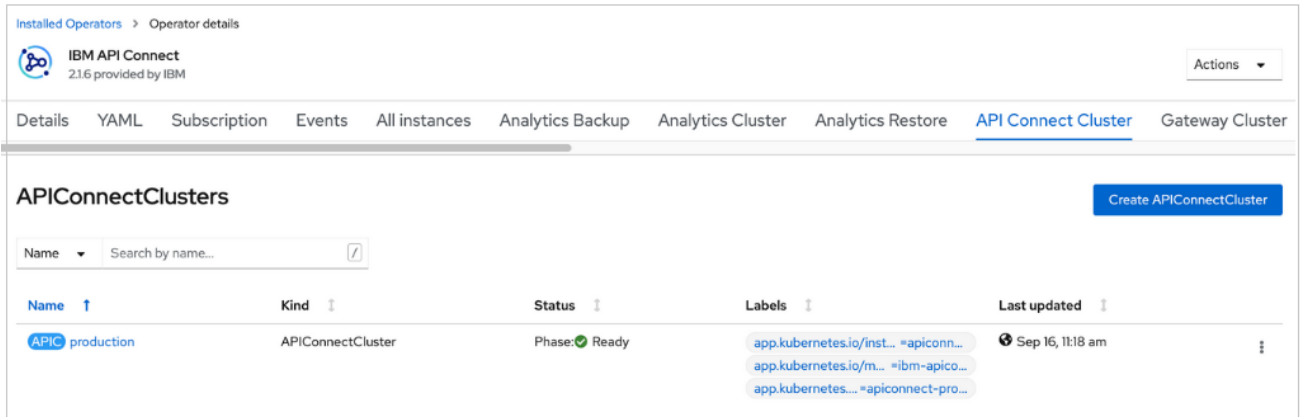 Installed Operators > Operator details
IBM API Connect
2.1.6 provided by IBM
Actions
Details YAML Subscription Events All instances Analytics Backup Analytics Cluster Analytics Restore API Connect Cluster Gateway Cluster
APIConnectClusters
Create APIConnectCluster
Name Search by name... /
Name Kind Status Labels Last updated
APIC production APIConnectCluster Phase: Ready app.kubernetes.io/inst... =apiconn... Sep 16, 11:18 am
app.kubernetes.io/m... =ibm-apico...
app.kubernetes.... =apiconnect-pro...